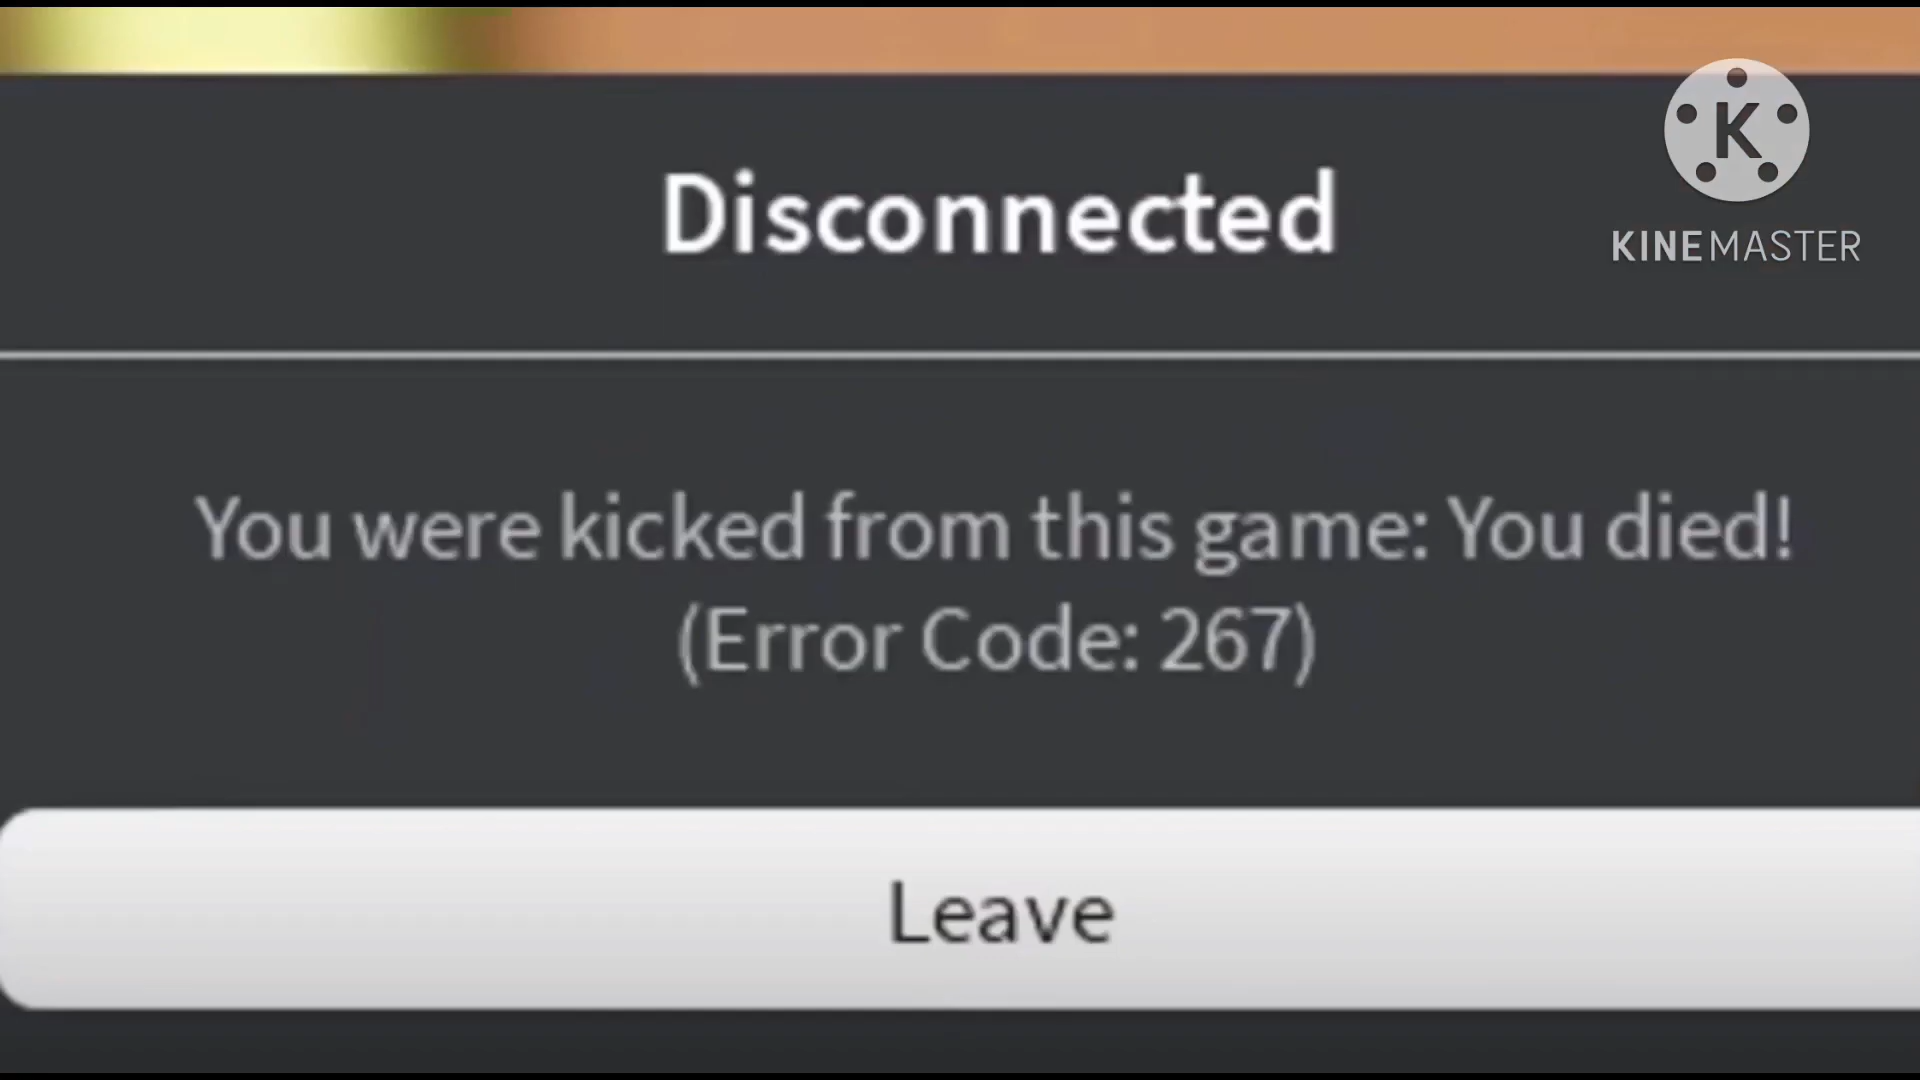 K
KINEMASTER
Disconnected
You were kicked from this game: You died!
(Error Code: 267)
Leave